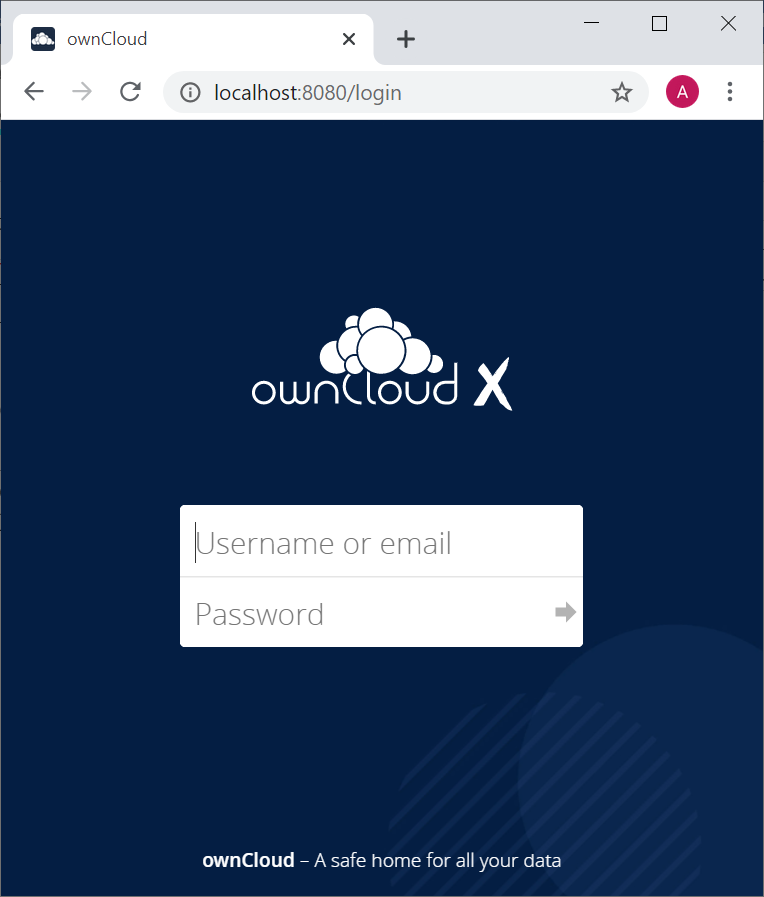 ownCloud
localhost:8080/login
A
ownCloud X
Username or email
Password
ownCloud – A safe home for all your data